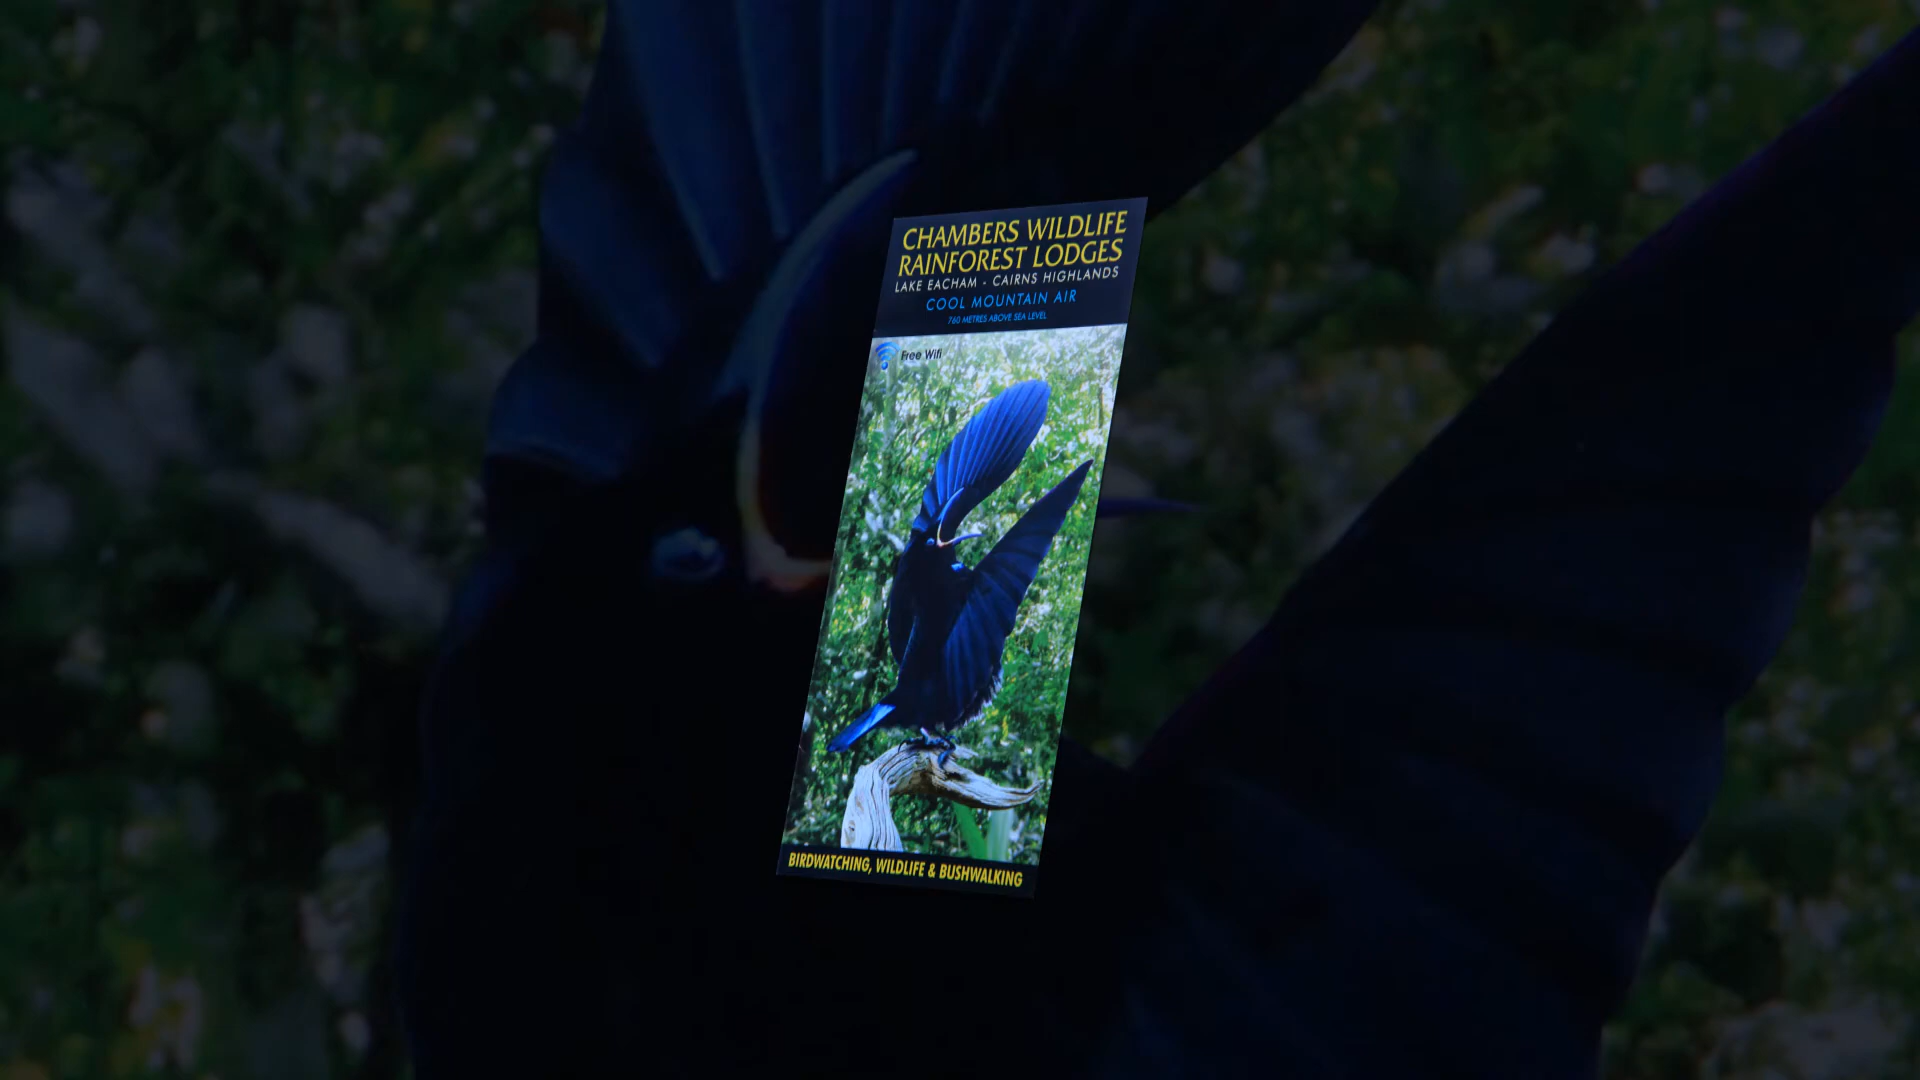 CHAMBERS WILDLIFE
RAINFOREST LODGES
LAKE EACHAM - CAIRNS HIGHLANDS
COOL MOUNTAIN AIR
760 METRES ABOVE SEA LEVEL
Free Wifi
BIRDWATCHING, WILDLIFE & BUSHWALKING